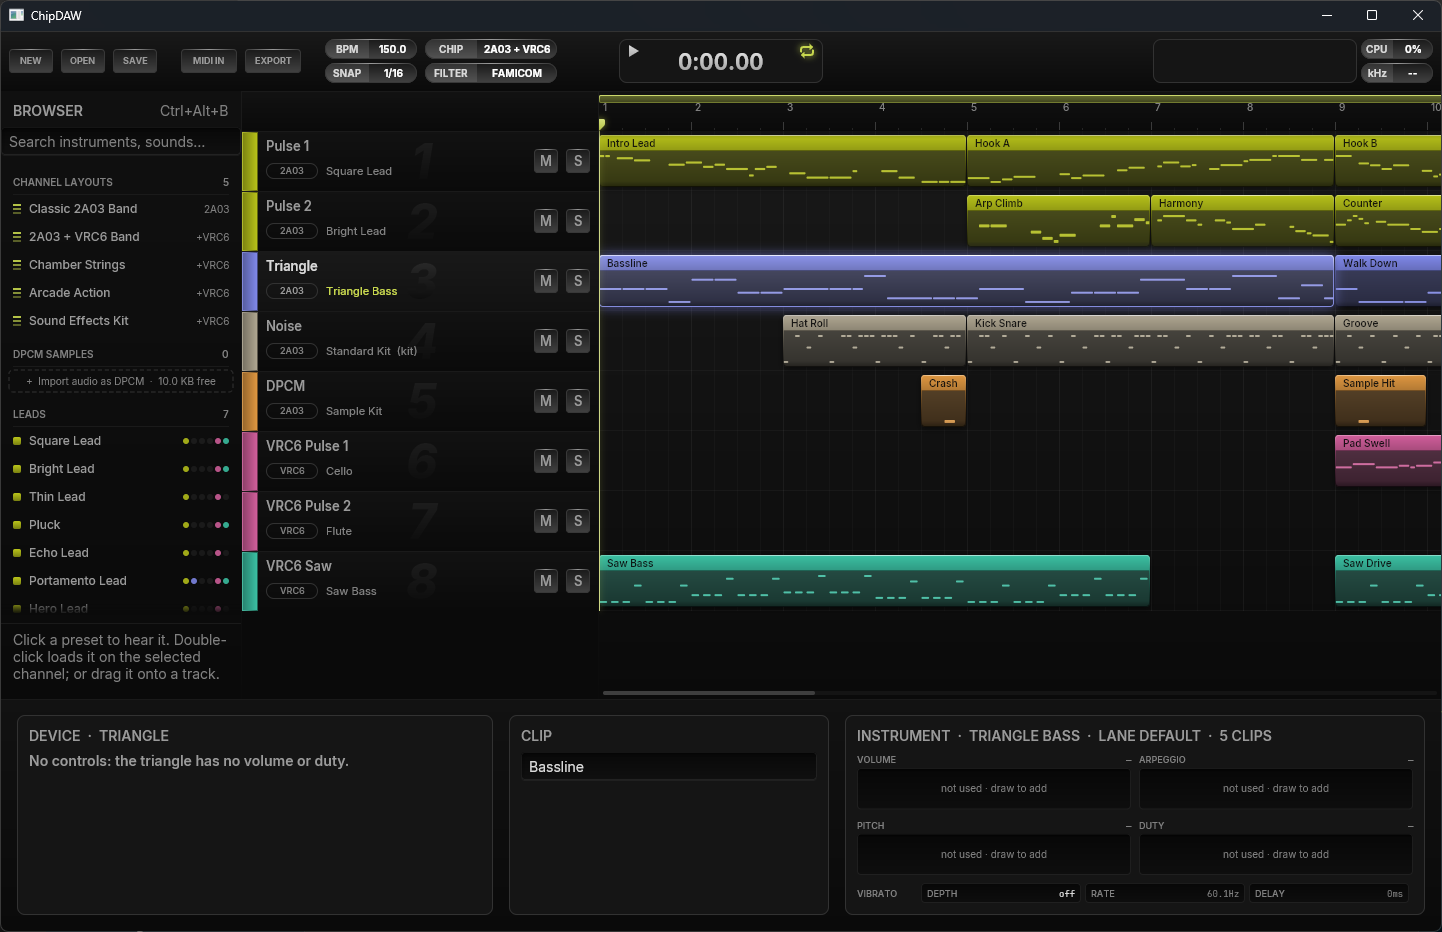 ChipDAW
NEW OPEN SAVE MIDI IN EXPORT
BPM 150.0 CHIP 2A03 + VRC6
SNAP 1/16 FILTER FAMICOM
0:00.00
CPU 0%
kHz --
BROWSER Ctrl+Alt+B
Search instruments, sounds...
CHANNEL LAYOUTS 5
Classic 2A03 Band 2A03
2A03 + VRC6 Band +VRC6
Chamber Strings +VRC6
Arcade Action +VRC6
Sound Effects Kit +VRC6
DPCM SAMPLES 0
+ Import audio as DPCM · 10.0 KB free
LEADS 7
Square Lead
Bright Lead
Thin Lead
Pluck
Echo Lead
Portamento Lead
Hero Lead
Click a preset to hear it. Double-
click loads it on the selected
channel; or drag it onto a track.
1 2 3 4 5 6 7 8 9 10
Pulse 1 1 M S
2A03 Square Lead
Intro Lead Hook A Hook B
Pulse 2 2 M S
2A03 Bright Lead
Arp Climb Harmony Counter
Triangle 3 M S
2A03 Triangle Bass
Bassline Walk Down
Noise 4 M S
2A03 Standard Kit (kit)
Hat Roll Kick Snare Groove
DPCM 5 M S
2A03 Sample Kit
Crash Sample Hit
VRC6 Pulse 1 6 M S
VRC6 Cello
Pad Swell
VRC6 Pulse 2 7 M S
VRC6 Flute
VRC6 Saw 8 M S
VRC6 Saw Bass
Saw Bass Saw Drive
DEVICE · TRIANGLE
No controls: the triangle has no volume or duty.
CLIP
Bassline
INSTRUMENT · TRIANGLE BASS · LANE DEFAULT · 5 CLIPS
VOLUME – ARPEGGIO –
not used · draw to add not used · draw to add
PITCH – DUTY –
not used · draw to add not used · draw to add
VIBRATO DEPTH off RATE 60.1Hz DELAY 0ms